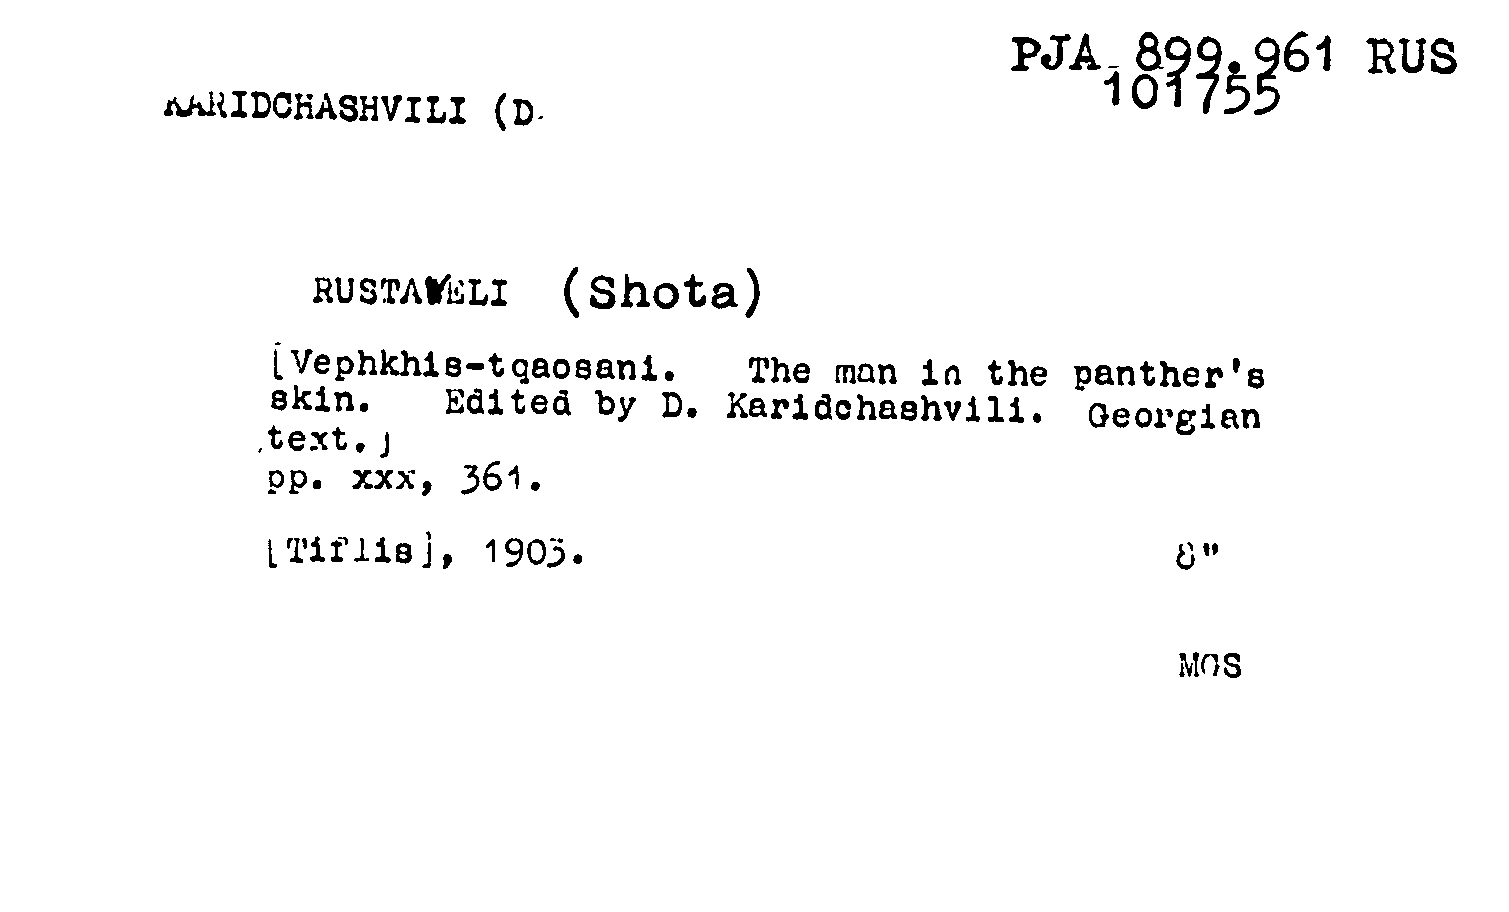 PJA 899.961 RUS
101755
KARIDCHASHVILI (D.
RUSTAVELI (Shota)
[Vephkhis-tqaosani. The man in the panther's
skin. Edited by D. Karidchashvili. Georgian
text.]
pp. xxx, 361.
[Tiflis], 1903. 8"
MOS